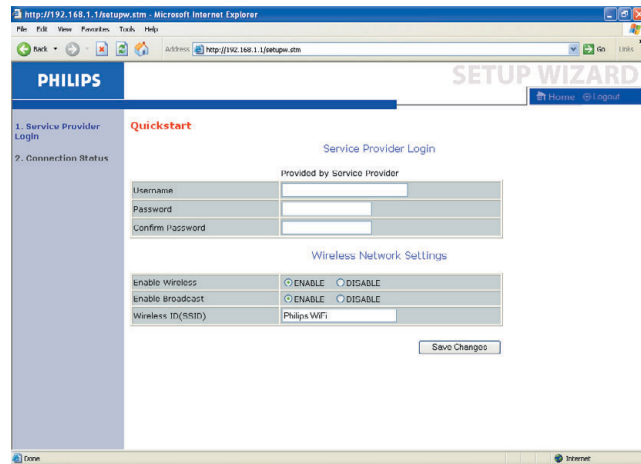 http://192.168.1.1/setupw.stm - Microsoft Internet Explorer
File Edit View Favorites Tools Help
Back
Address http://192.168.1.1/setupw.stm Go Links
SETUP WIZARD
PHILIPS
Home Logout
1. Service Provider Login
2. Connection Status
Quickstart
Service Provider Login
Provided by Service Provider
Username
Password
Confirm Password
Wireless Network Settings
Enable Wireless ENABLE DISABLE
Enable Broadcast ENABLE DISABLE
Wireless ID(SSID) Philips WiFi
Save Changes
Done Internet